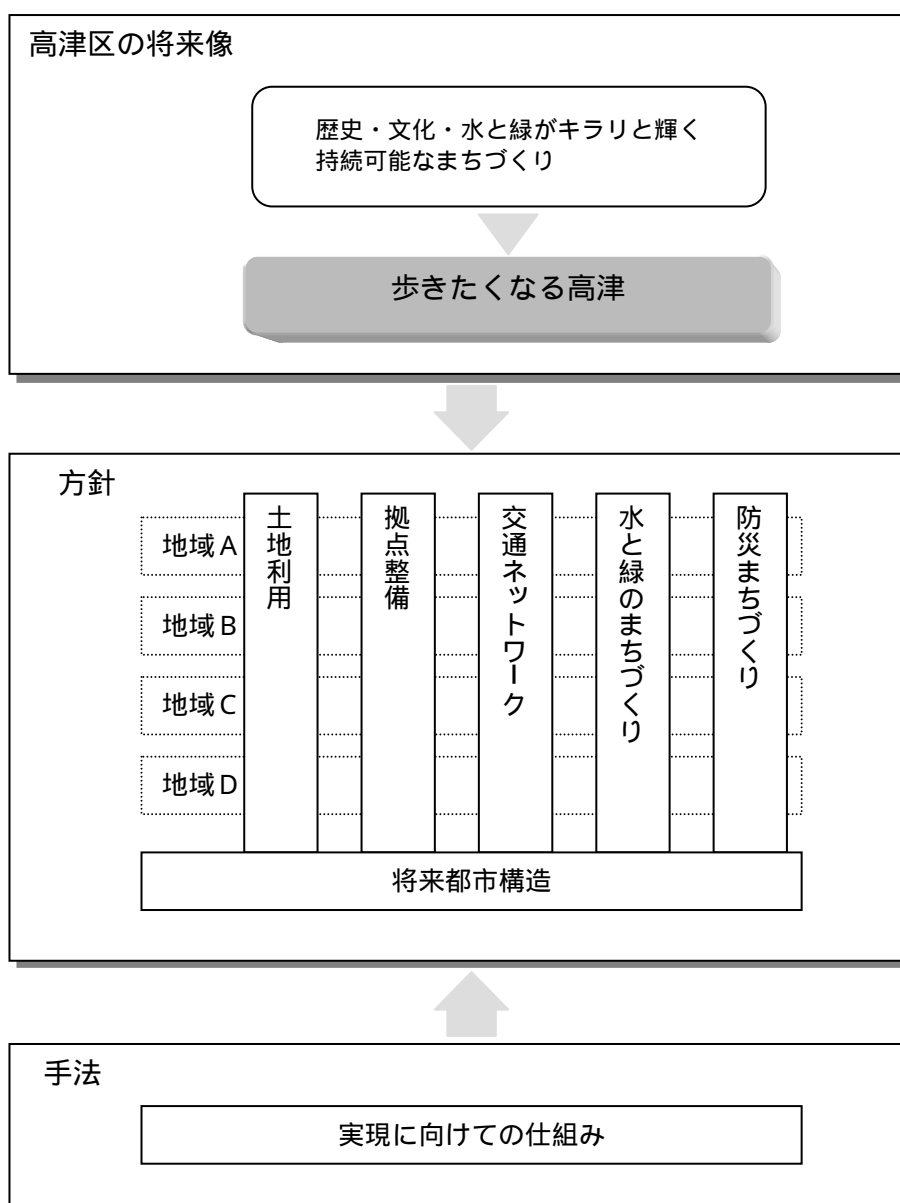 高津区の将来像
歴史・文化・水と緑がキラリと輝く
持続可能なまちづくり
歩きたくなる高津
方針
土地利用
拠点整備
交通ネットワーク
水と緑のまちづくり
防災まちづくり
地域A
地域B
地域C
地域D
将来都市構造
手法
実現に向けての仕組み